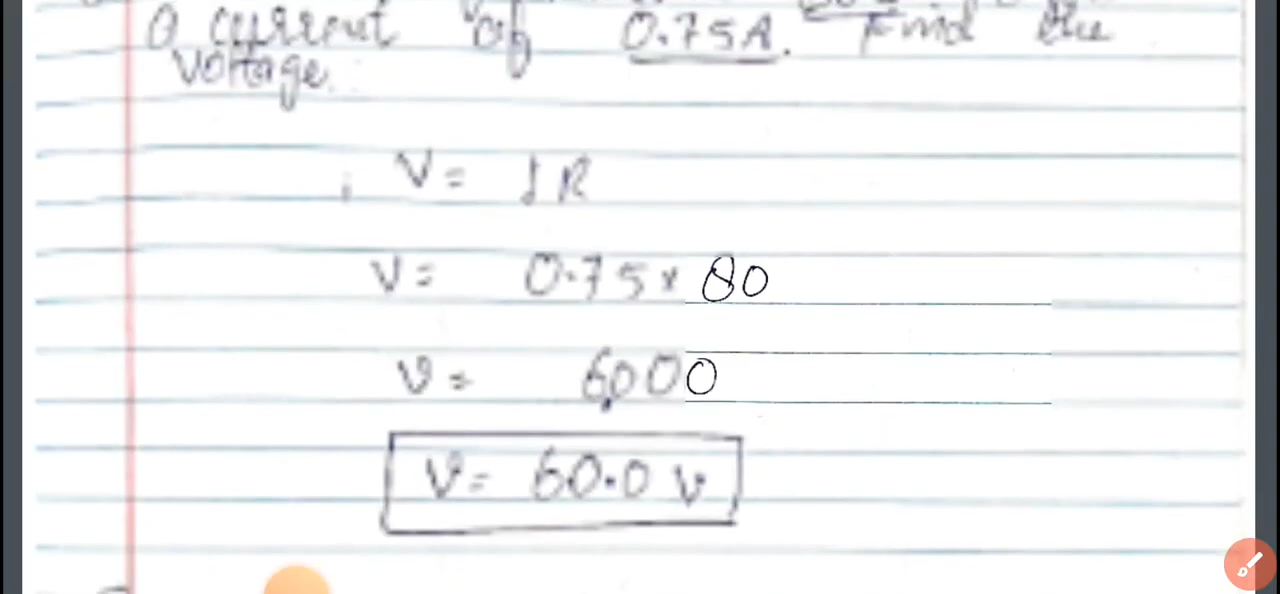 a current of 0.75A. Find the
voltage.
V = IR
V = 0.75 × 80
V = 6000
V = 60.0 V